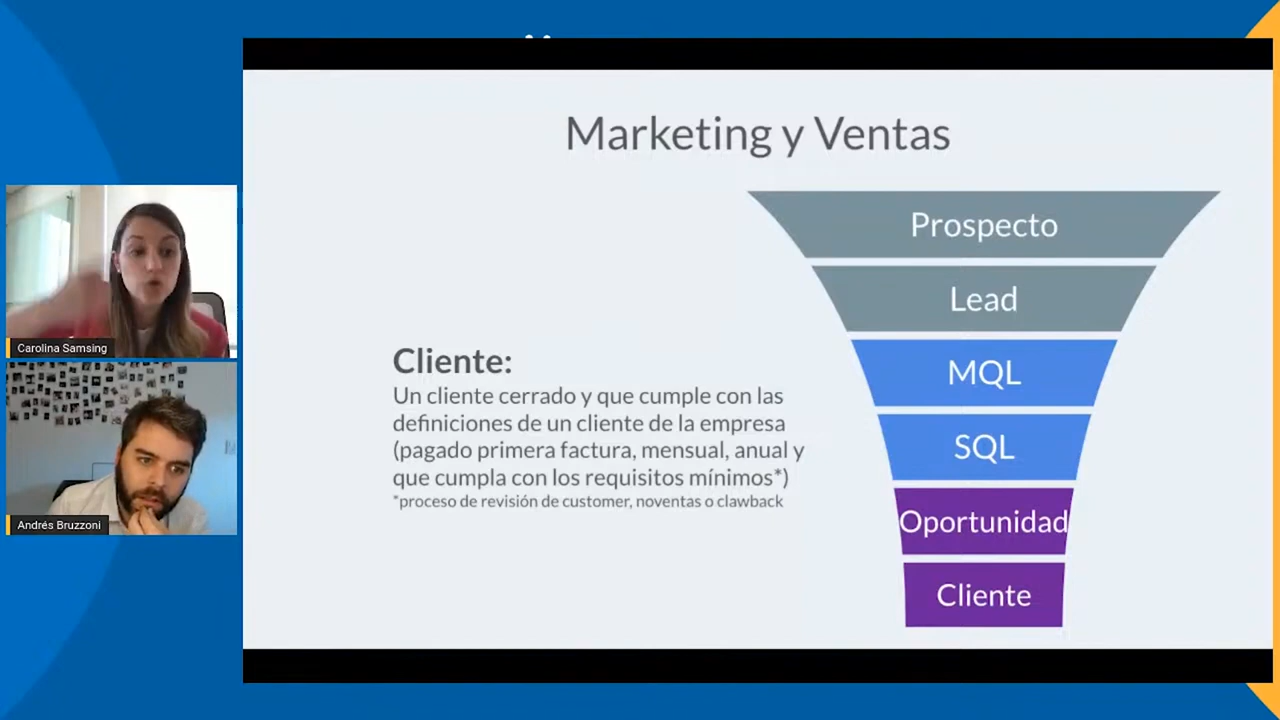 Marketing y Ventas
Prospecto
Lead
MQL
SQL
Oportunidad
Cliente
Cliente:
Un cliente cerrado y que cumple con las
definiciones de un cliente de la empresa
(pagado primera factura, mensual, anual y
que cumpla con los requisitos mínimos*)
*proceso de revisión de customer, noventas o clawback
Carolina Samsing
Andrés Bruzzoni